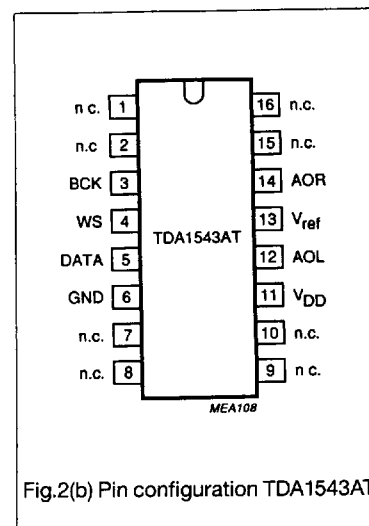 n c. 1 16 n.c.
n.c 2 15 n.c.
BCK 3 14 AOR
WS 4 13 Vref
TDA1543AT
DATA 5 12 AOL
GND 6 11 VDD
n.c. 7 10 n.c.
n.c. 8 9 n c.
MEA108
Fig.2(b) Pin configuration TDA1543AT